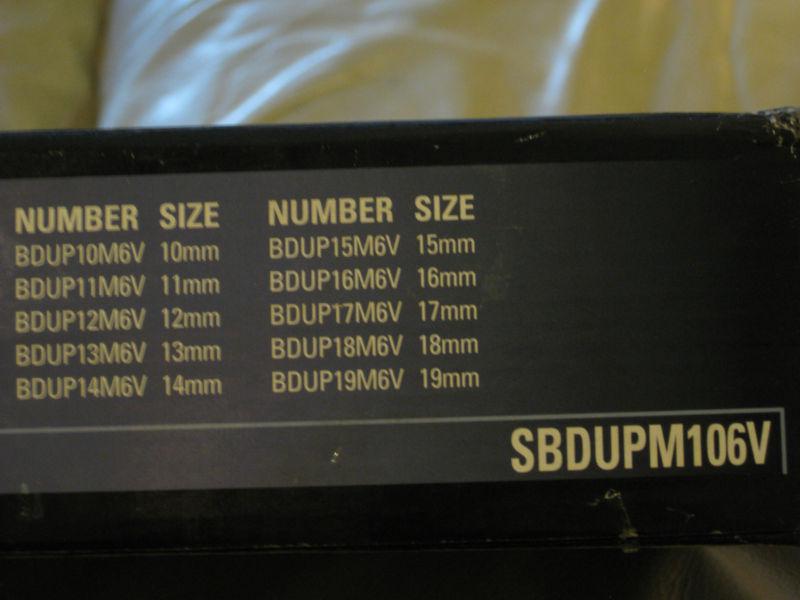 NUMBER SIZE NUMBER SIZE
BDUP10M6V 10mm BDUP15M6V 15mm
BDUP11M6V 11mm BDUP16M6V 16mm
BDUP12M6V 12mm BDUP17M6V 17mm
BDUP13M6V 13mm BDUP18M6V 18mm
BDUP14M6V 14mm BDUP19M6V 19mm
SBDUPM106V